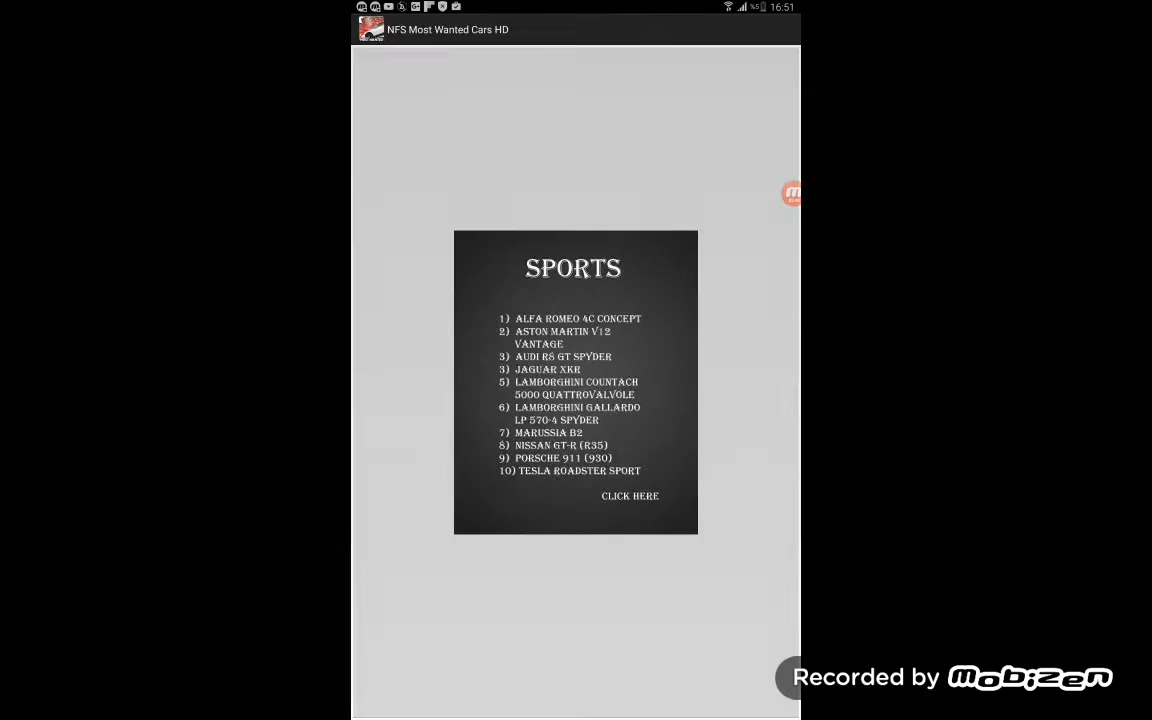 %5 16:51
NFS Most Wanted Cars HD
SPORTS
1) ALFA ROMEO 4C CONCEPT
2) ASTON MARTIN V12
VANTAGE
3) AUDI R8 GT SPYDER
3) JAGUAR XKR
5) LAMBORGHINI COUNTACH
5000 QUATTROVALVOLE
6) LAMBORGHINI GALLARDO
LP 570-4 SPYDER
7) MARUSSIA B2
8) NISSAN GT-R (R35)
9) PORSCHE 911 (930)
10) TESLA ROADSTER SPORT
CLICK HERE
Recorded by mobizen